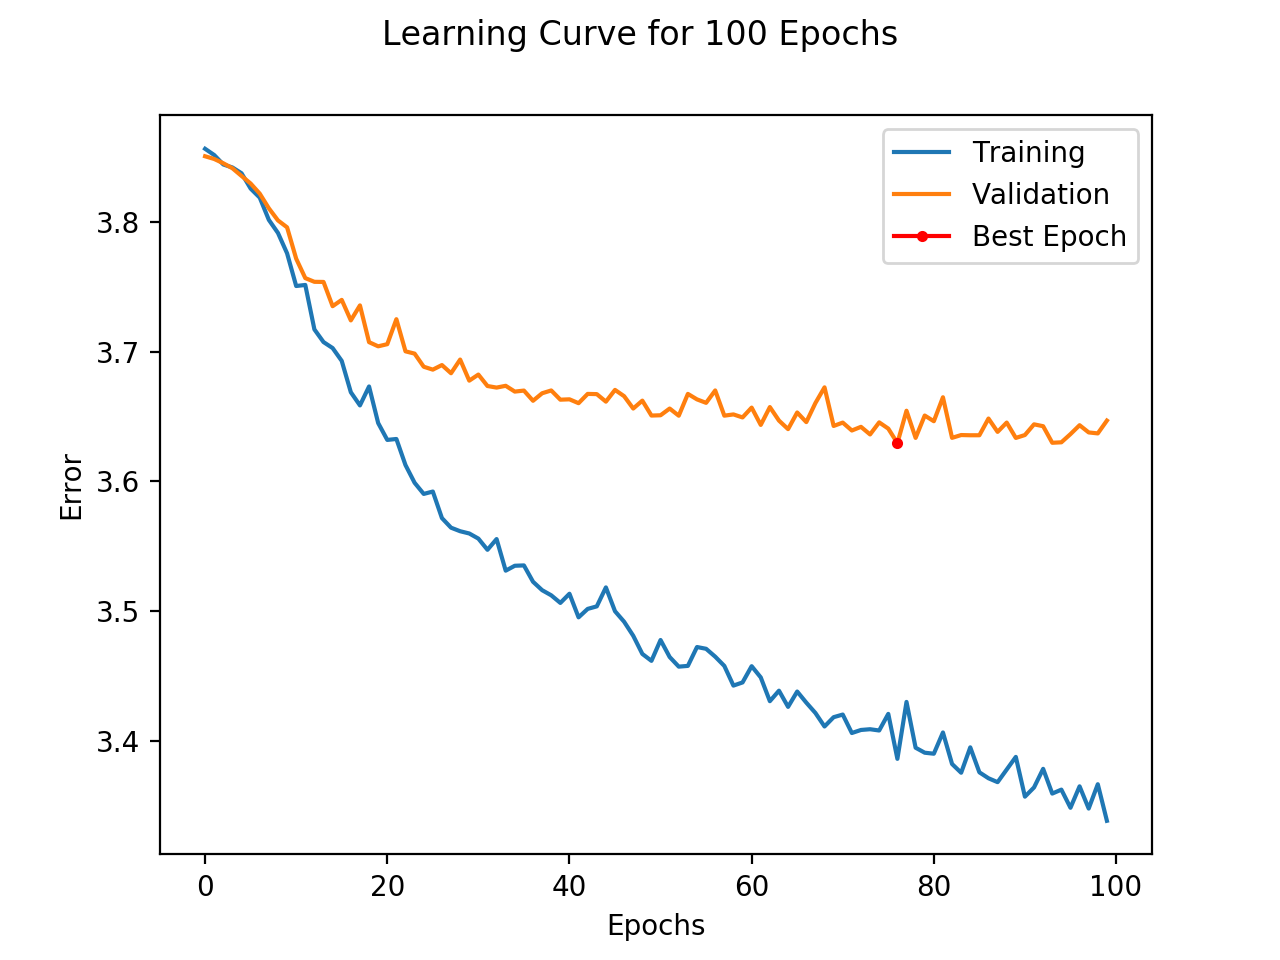 Learning Curve for 100 Epochs
Training
Validation
Best Epoch
3.8
3.7
3.6
3.5
3.4
Error
0 20 40 60 80 100
Epochs